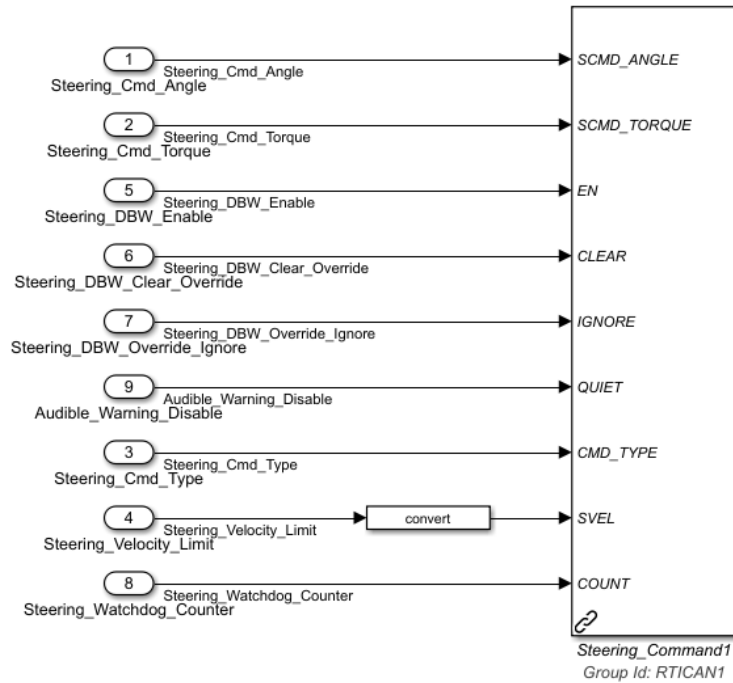 1
Steering_Cmd_Angle
Steering_Cmd_Angle
SCMD_ANGLE
2
Steering_Cmd_Torque
Steering_Cmd_Torque
SCMD_TORQUE
5
Steering_DBW_Enable
Steering_DBW_Enable
EN
6
Steering_DBW_Clear_Override
Steering_DBW_Clear_Override
CLEAR
7
Steering_DBW_Override_Ignore
Steering_DBW_Override_Ignore
IGNORE
9
Audible_Warning_Disable
Audible_Warning_Disable
QUIET
3
Steering_Cmd_Type
Steering_Cmd_Type
CMD_TYPE
4
Steering_Velocity_Limit
Steering_Velocity_Limit
convert
SVEL
8
Steering_Watchdog_Counter
Steering_Watchdog_Counter
COUNT
Steering_Command1
Group Id: RTICAN1